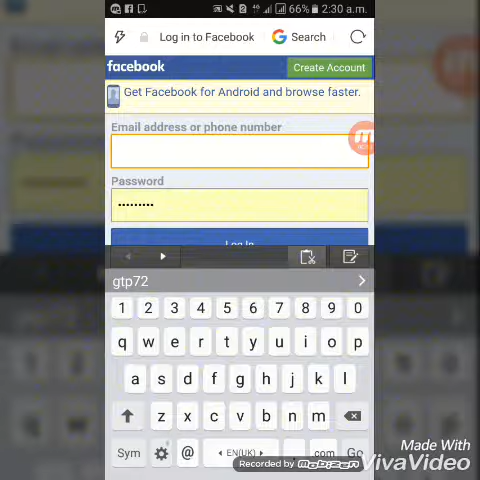 66% 2:30 a.m.
Log in to Facebook Search
facebook Create Account
Get Facebook for Android and browse faster.
Email address or phone number
Password
•••••••••
Log In
gtp72
1 2 3 4 5 6 7 8 9 0
q w e r t y u i o p
a s d f g h j k l
z x c v b n m
Sym @ EN(UK) .com Go
Recorded by
Made With
VivaVideo